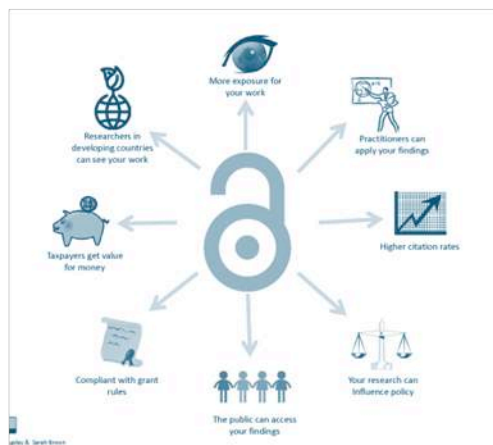 More exposure for
your work
Practitioners can
apply your findings
Higher citation rates
Your research can
Influence policy
The public can access
your findings
Compliant with grant
rules
Taxpayers get value
for money
Researchers in
developing countries
can see your work
& Sarah Brown